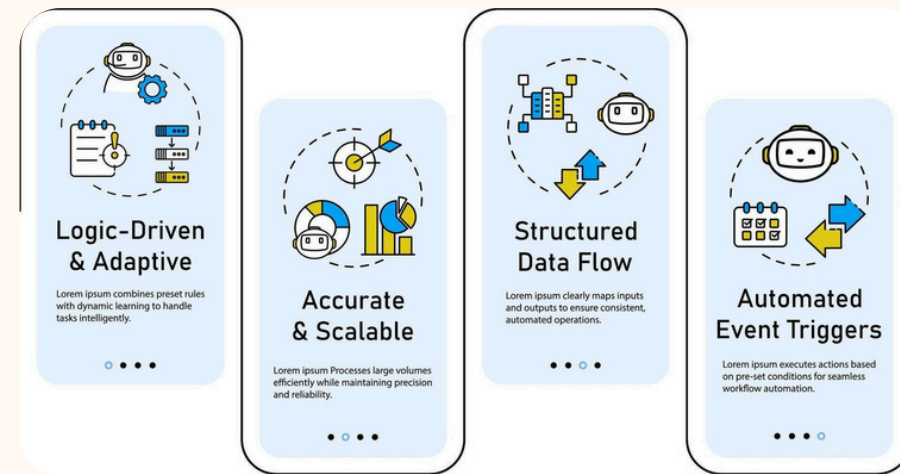 Logic-Driven
& Adaptive
Lorem ipsum combines preset rules
with dynamic learning to handle
tasks intelligently.
Accurate
& Scalable
Lorem ipsum Processes large volumes
efficiently while maintaining precision
and reliability.
Structured
Data Flow
Lorem ipsum clearly maps inputs
and outputs to ensure consistent,
automated operations.
Automated
Event Triggers
Lorem ipsum executes actions based
on pre-set conditions for seamless
workflow automation.